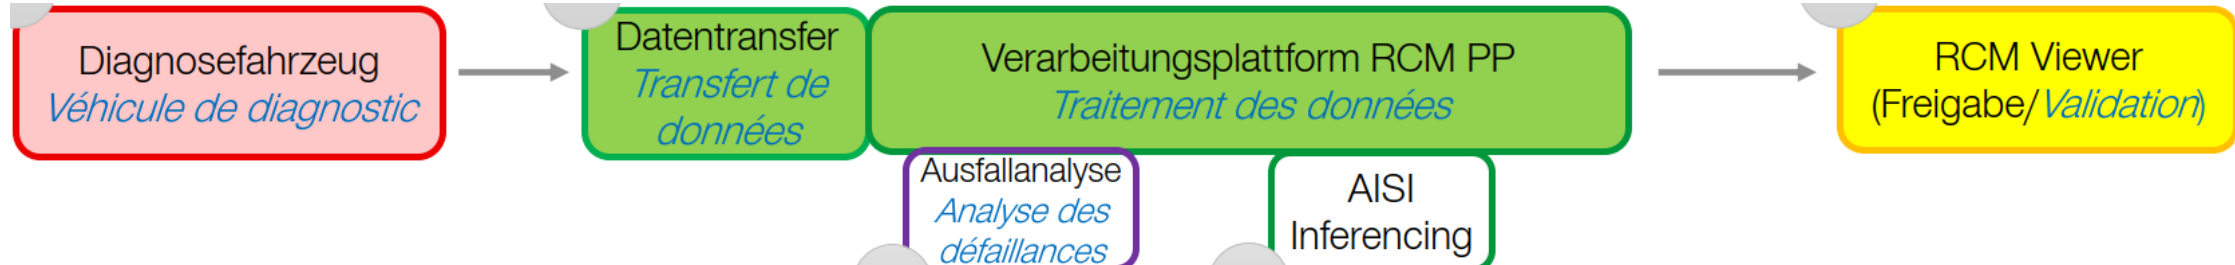 Diagnosefahrzeug
Véhicule de diagnostic
Datentransfer
Transfert de
données
Verarbeitungsplattform RCM PP
Traitement des données
RCM Viewer
(Freigabe/Validation)
Ausfallanalyse
Analyse des
défaillances
AISI
Inferencing